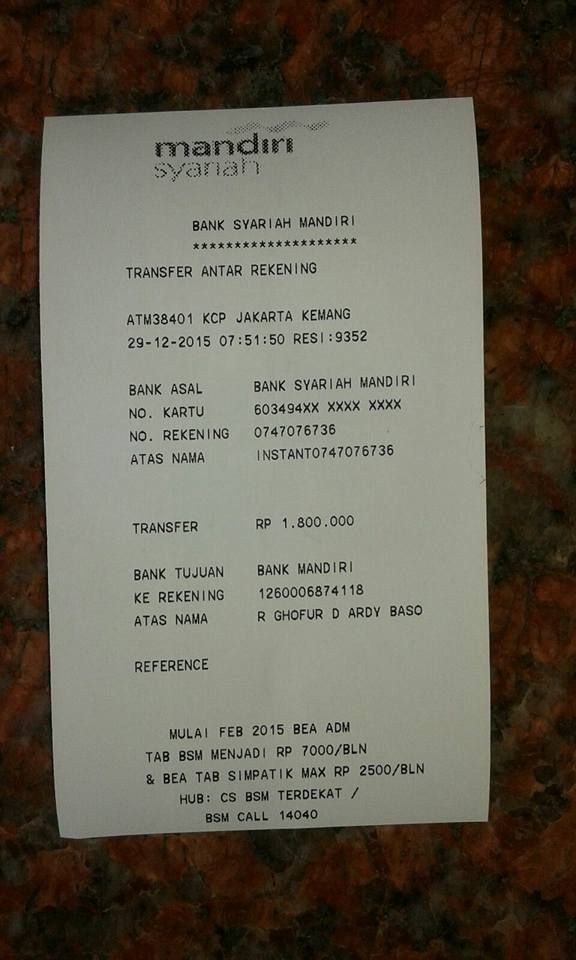 mandiri
syariah
BANK SYARIAH MANDIRI
********************
TRANSFER ANTAR REKENING
ATM38401 KCP JAKARTA KEMANG
29-12-2015 07:51:50 RESI:9352
BANK ASAL BANK SYARIAH MANDIRI
NO. KARTU 603494XX XXXX XXXX
NO. REKENING 0747076736
ATAS NAMA INSTANT0747076736
TRANSFER RP 1.800.000
BANK TUJUAN BANK MANDIRI
KE REKENING 1260006874118
ATAS NAMA R GHOFUR D ARDY BASO
REFERENCE
MULAI FEB 2015 BEA ADM
TAB BSM MENJADI RP 7000/BLN
& BEA TAB SIMPATIK MAX RP 2500/BLN
HUB: CS BSM TERDEKAT /
BSM CALL 14040